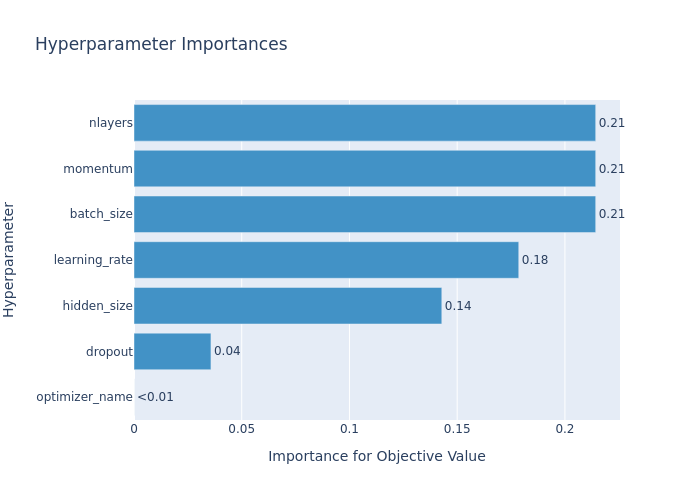 Hyperparameter Importances
Hyperparameter
nlayers 0.21
momentum 0.21
batch_size 0.21
learning_rate 0.18
hidden_size 0.14
dropout 0.04
optimizer_name <0.01
0 0.05 0.1 0.15 0.2
Importance for Objective Value